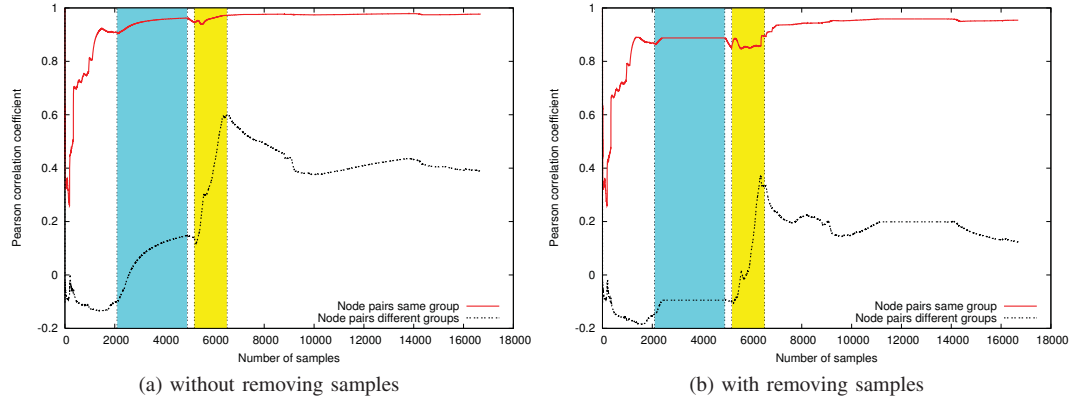 Pearson correlation coefficient
1
0.8
0.6
0.4
0.2
0
-0.2
0 2000 4000 6000 8000 10000 12000 14000 16000 18000
Number of samples
Node pairs same group
Node pairs different groups
(a) without removing samples
Pearson correlation coefficient
1
0.8
0.6
0.4
0.2
0
-0.2
0 2000 4000 6000 8000 10000 12000 14000 16000 18000
Number of samples
Node pairs same group
Node pairs different groups
(b) with removing samples